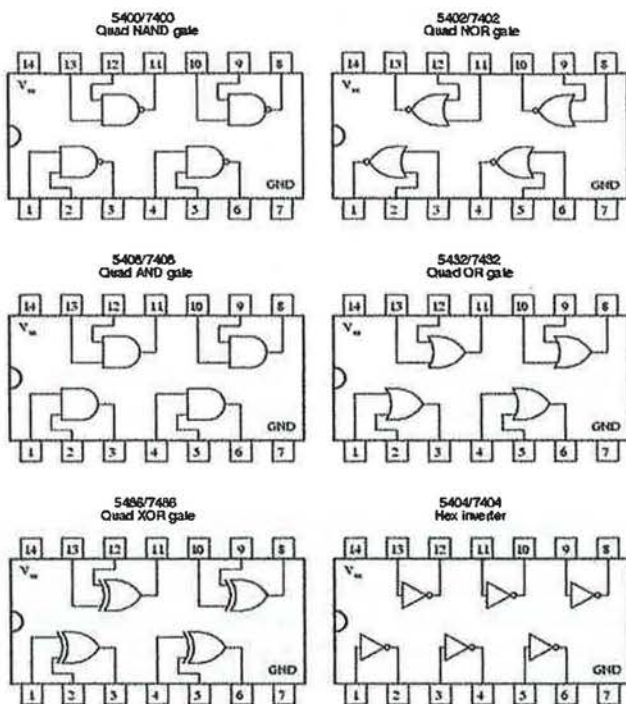 5400/7400
Quad NAND gate
14 13 12 11 10 9 8
Vcc
GND
1 2 3 4 5 6 7
5402/7402
Quad NOR gate
14 13 12 11 10 9 8
Vcc
GND
1 2 3 4 5 6 7
5408/7408
Quad AND gate
14 13 12 11 10 9 8
Vcc
GND
1 2 3 4 5 6 7
5432/7432
Quad OR gate
14 13 12 11 10 9 8
Vcc
GND
1 2 3 4 5 6 7
5486/7486
Quad XOR gate
14 13 12 11 10 9 8
Vcc
GND
1 2 3 4 5 6 7
5404/7404
Hex inverter
14 13 12 11 10 9 8
Vcc
GND
1 2 3 4 5 6 7